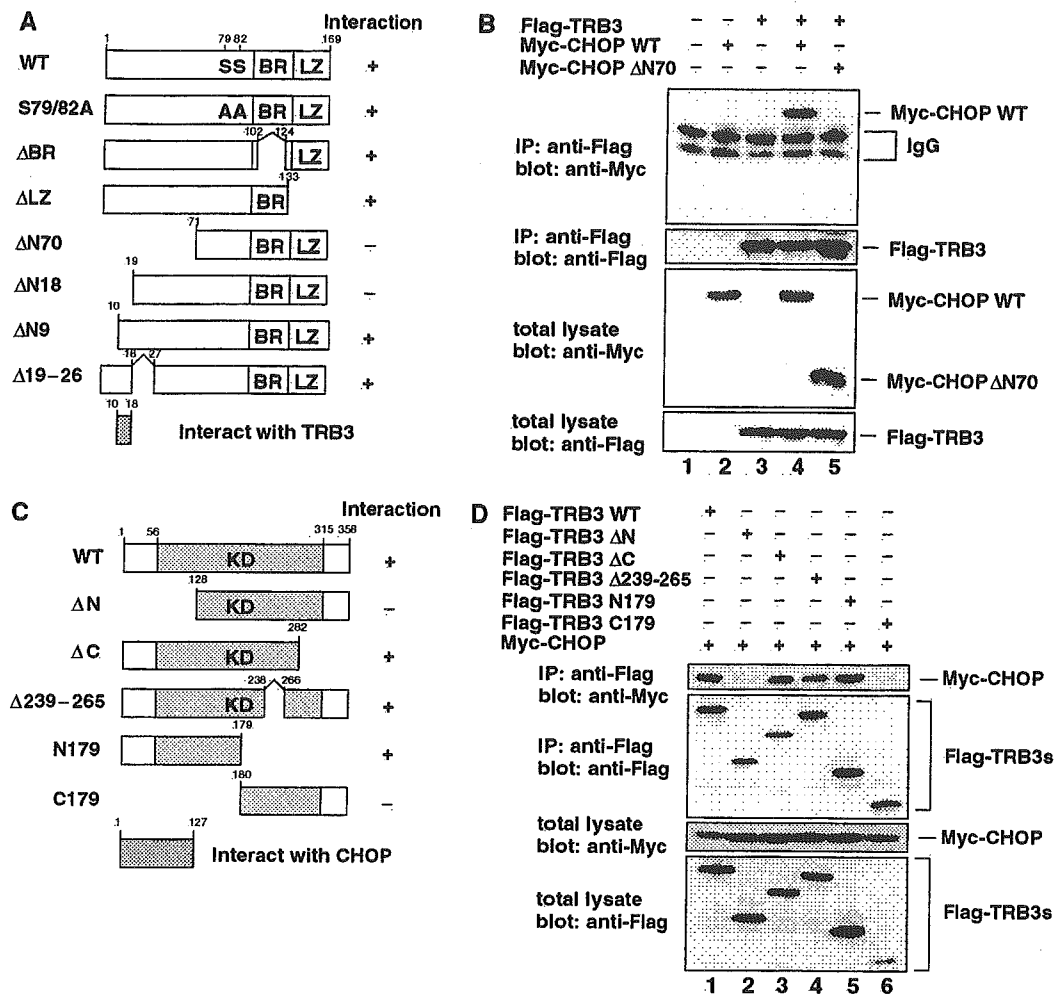 A
Interaction
1 79 82 169
WT SS BR LZ +
S79/82A AA BR LZ +
102 124
ΔBR LZ +
133
ΔLZ BR +
71
ΔN70 BR LZ −
19
ΔN18 BR LZ −
10
ΔN9 BR LZ +
18 27
Δ19−26 BR LZ +
10 18
Interact with TRB3
B
Flag-TRB3 − − + + +
Myc-CHOP WT − + − + −
Myc-CHOP ΔN70 − − − − +
IP: anti-Flag
blot: anti-Myc
Myc-CHOP WT
IgG
IP: anti-Flag
blot: anti-Flag
Flag-TRB3
total lysate
blot: anti-Myc
Myc-CHOP WT
Myc-CHOP ΔN70
total lysate
blot: anti-Flag
Flag-TRB3
1 2 3 4 5
C
Interaction
1 56 315 358
WT KD +
128
ΔN KD −
282
ΔC KD +
238 266
Δ239−265 KD +
179
N179 +
180
C179 −
1 127
Interact with CHOP
D
Flag-TRB3 WT + − − − − −
Flag-TRB3 ΔN − + − − − −
Flag-TRB3 ΔC − − + − − −
Flag-TRB3 Δ239-265 − − − + − −
Flag-TRB3 N179 − − − − + −
Flag-TRB3 C179 − − − − − +
Myc-CHOP + + + + + +
IP: anti-Flag
blot: anti-Myc
Myc-CHOP
IP: anti-Flag
blot: anti-Flag
Flag-TRB3s
total lysate
blot: anti-Myc
Myc-CHOP
total lysate
blot: anti-Flag
Flag-TRB3s
1 2 3 4 5 6